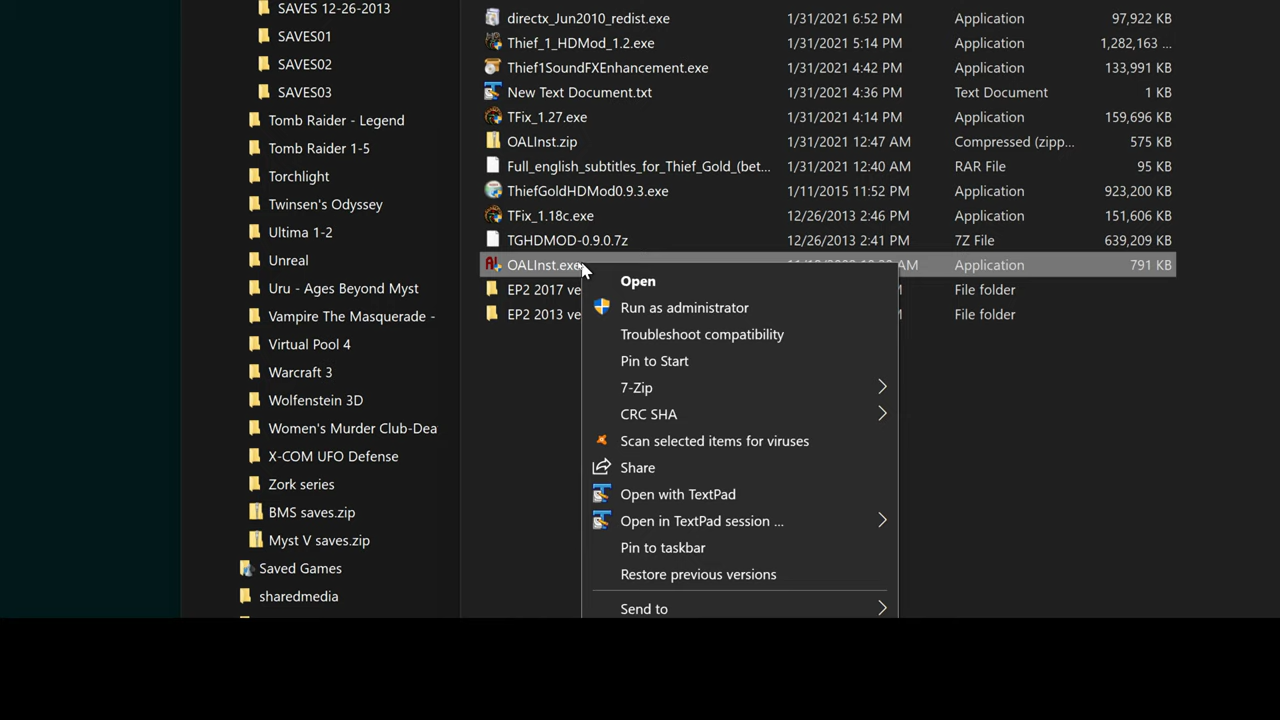 SAVES 12-26-2013
SAVES01
SAVES02
SAVES03
Tomb Raider - Legend
Tomb Raider 1-5
Torchlight
Twinsen's Odyssey
Ultima 1-2
Unreal
Uru - Ages Beyond Myst
Vampire The Masquerade -
Virtual Pool 4
Warcraft 3
Wolfenstein 3D
Women's Murder Club-Dea
X-COM UFO Defense
Zork series
BMS saves.zip
Myst V saves.zip
Saved Games
sharedmedia
directx_Jun2010_redist.exe 1/31/2021 6:52 PM Application 97,922 KB
Thief_1_HDMod_1.2.exe 1/31/2021 5:14 PM Application 1,282,163 ...
Thief1SoundFXEnhancement.exe 1/31/2021 4:42 PM Application 133,991 KB
New Text Document.txt 1/31/2021 4:36 PM Text Document 1 KB
TFix_1.27.exe 1/31/2021 4:14 PM Application 159,696 KB
OALInst.zip 1/31/2021 12:47 AM Compressed (zipp... 575 KB
Full_english_subtitles_for_Thief_Gold_(bet... 1/31/2021 12:40 AM RAR File 95 KB
ThiefGoldHDMod0.9.3.exe 1/11/2015 11:52 PM Application 923,200 KB
TFix_1.18c.exe 12/26/2013 2:46 PM Application 151,606 KB
TGHDMOD-0.9.0.7z 12/26/2013 2:41 PM 7Z File 639,209 KB
OALInst.exe AM Application 791 KB
EP2 2017 ve File folder
EP2 2013 ve File folder
Open
Run as administrator
Troubleshoot compatibility
Pin to Start
7-Zip
CRC SHA
Scan selected items for viruses
Share
Open with TextPad
Open in TextPad session ...
Pin to taskbar
Restore previous versions
Send to